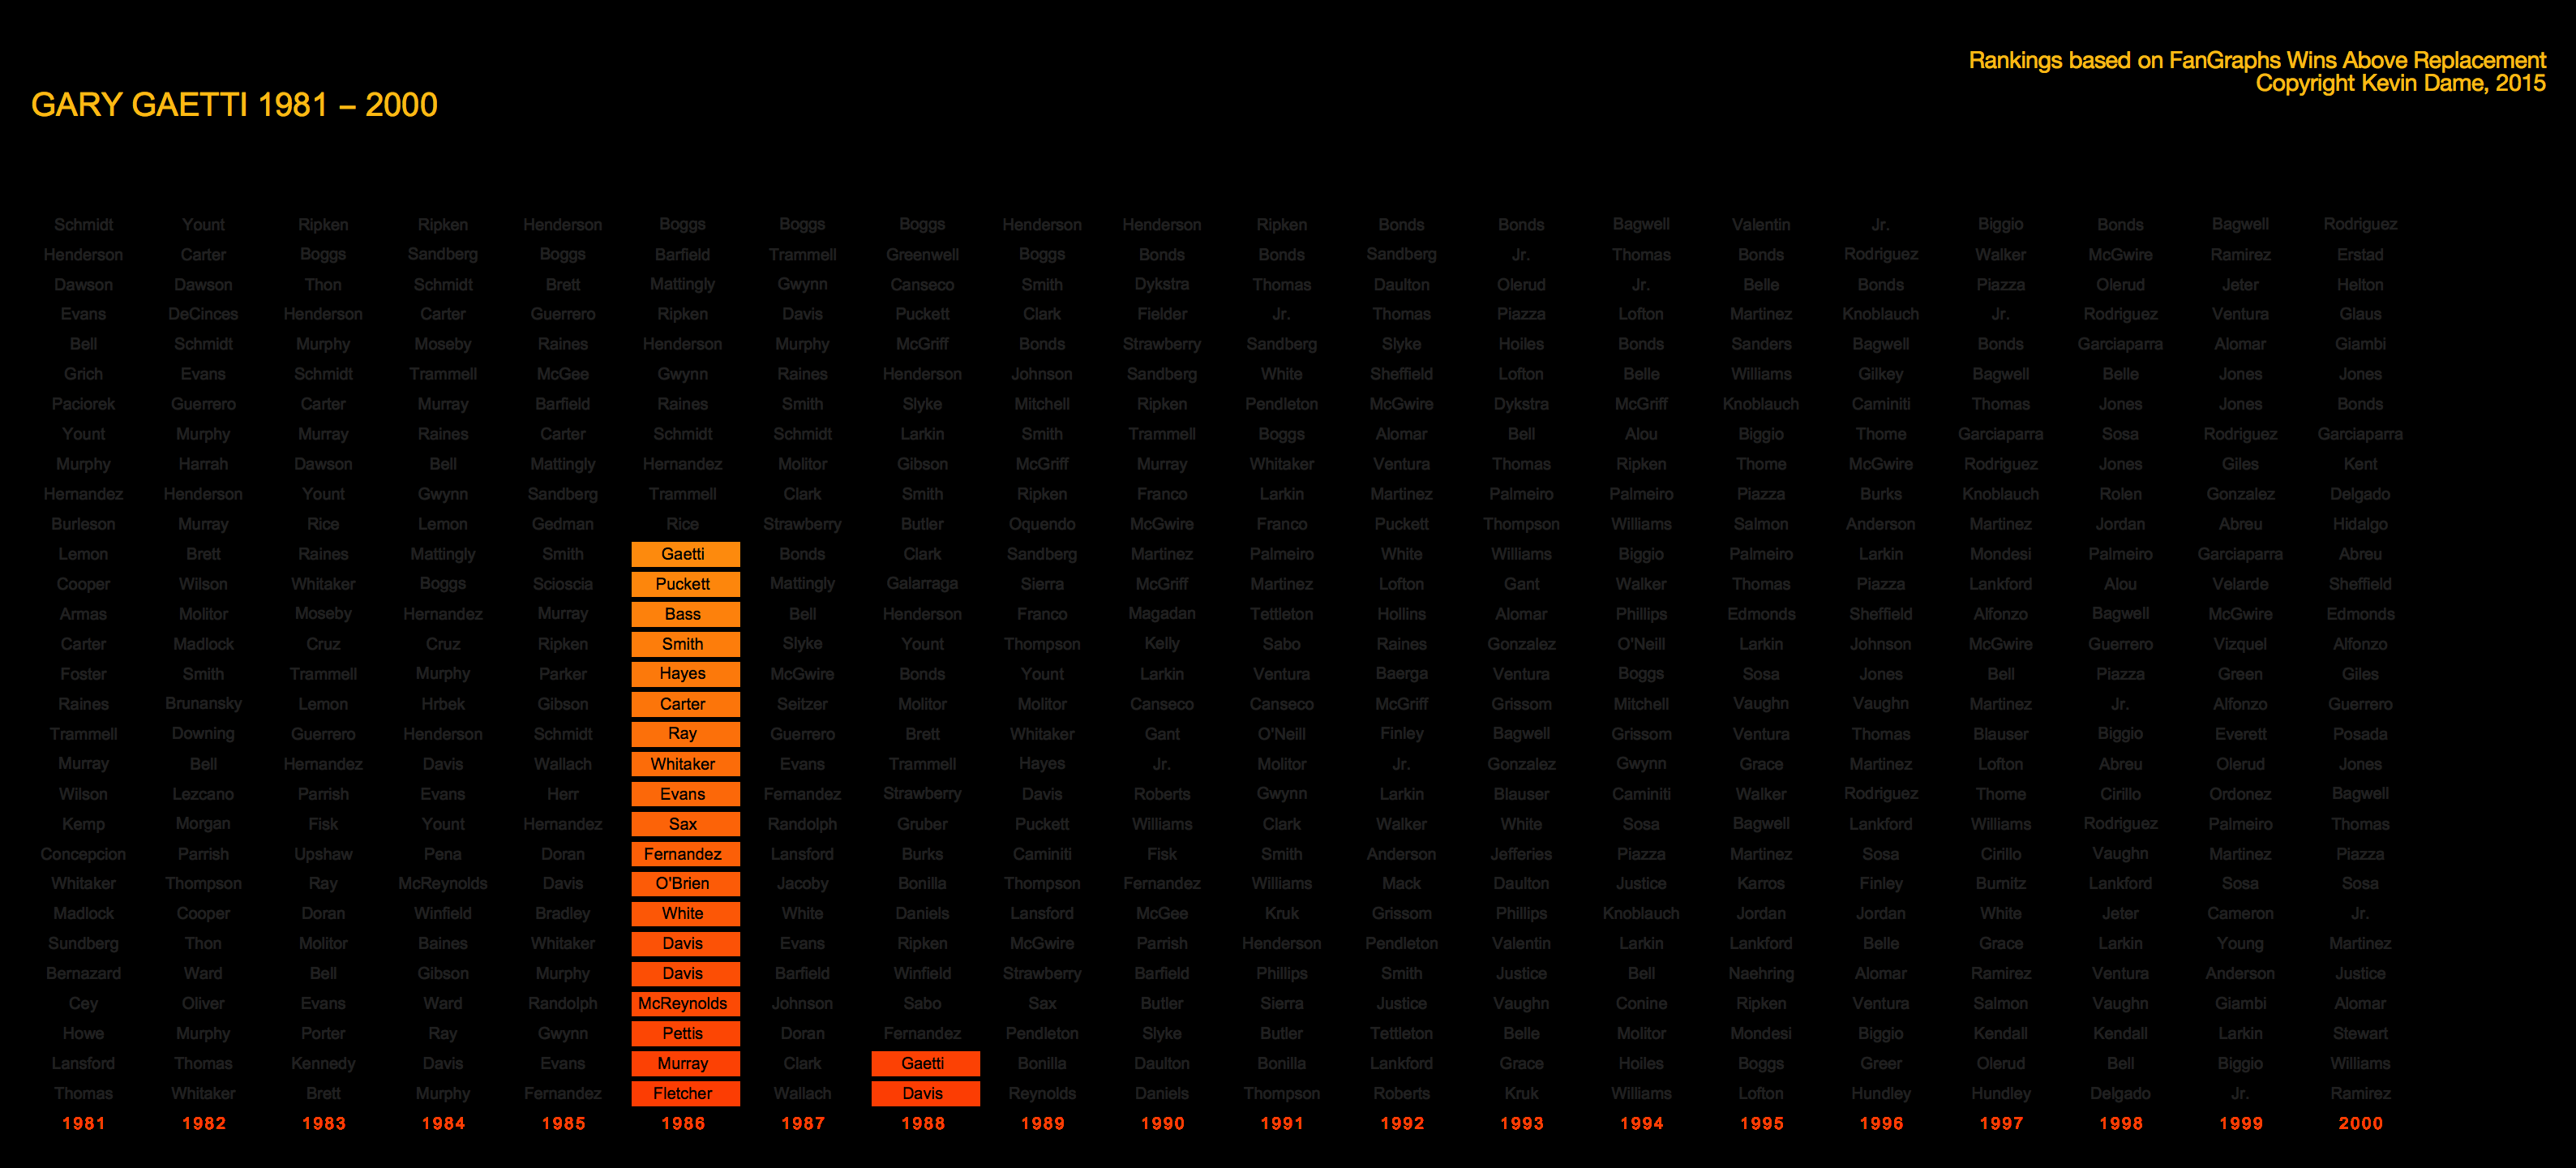 Rankings based on FanGraphs Wins Above Replacement
Copyright Kevin Dame, 2015
GARY GAETTI 1981 – 2000
Schmidt Yount Ripken Ripken Henderson Boggs Boggs Boggs Henderson Henderson Ripken Bonds Bonds Bagwell Valentin Jr. Biggio Bonds Bagwell Rodriguez
Henderson Carter Boggs Sandberg Boggs Barfield Trammell Greenwell Boggs Bonds Bonds Sandberg Jr. Thomas Bonds Rodriguez Walker McGwire Ramirez Erstad
Dawson Dawson Thon Schmidt Brett Mattingly Gwynn Canseco Smith Dykstra Thomas Daulton Olerud Jr. Belle Bonds Piazza Olerud Jeter Helton
Evans DeCinces Henderson Carter Guerrero Ripken Davis Puckett Clark Fielder Jr. Thomas Piazza Lofton Martinez Knoblauch Jr. Rodriguez Ventura Glaus
Bell Schmidt Murphy Moseby Raines Henderson Murphy McGriff Bonds Strawberry Sandberg Slyke Hoiles Bonds Sanders Bagwell Bonds Garciaparra Alomar Giambi
Grich Evans Schmidt Trammell McGee Gwynn Raines Henderson Johnson Sandberg White Sheffield Lofton Belle Williams Gilkey Bagwell Belle Jones Jones
Paciorek Guerrero Carter Murray Barfield Raines Smith Slyke Mitchell Ripken Pendleton McGwire Dykstra McGriff Knoblauch Caminiti Thomas Jones Jones Bonds
Yount Murphy Murray Raines Carter Schmidt Schmidt Larkin Smith Trammell Boggs Alomar Bell Alou Biggio Thome Garciaparra Sosa Rodriguez Garciaparra
Murphy Harrah Dawson Bell Mattingly Hernandez Molitor Gibson McGriff Murray Whitaker Ventura Thomas Ripken Thome McGwire Rodriguez Jones Giles Kent
Hernandez Henderson Yount Gwynn Sandberg Trammell Clark Smith Ripken Franco Larkin Martinez Palmeiro Palmeiro Piazza Burks Knoblauch Rolen Gonzalez Delgado
Burleson Murray Rice Lemon Gedman Rice Strawberry Butler Oquendo McGwire Franco Puckett Thompson Williams Salmon Anderson Martinez Jordan Abreu Hidalgo
Lemon Brett Raines Mattingly Smith Gaetti Bonds Clark Sandberg Martinez Palmeiro White Williams Biggio Palmeiro Larkin Mondesi Palmeiro Garciaparra Abreu
Cooper Wilson Whitaker Boggs Scioscia Puckett Mattingly Galarraga Sierra McGriff Martinez Lofton Gant Walker Thomas Piazza Lankford Alou Velarde Sheffield
Armas Molitor Moseby Hernandez Murray Bass Bell Henderson Franco Magadan Tettleton Hollins Alomar Phillips Edmonds Sheffield Alfonzo Bagwell McGwire Edmonds
Carter Madlock Cruz Cruz Ripken Smith Slyke Yount Thompson Kelly Sabo Raines Gonzalez O'Neill Larkin Johnson McGwire Guerrero Vizquel Alfonzo
Foster Smith Trammell Murphy Parker Hayes McGwire Bonds Yount Larkin Ventura Baerga Ventura Boggs Sosa Jones Bell Piazza Green Giles
Raines Brunansky Lemon Hrbek Gibson Carter Seitzer Molitor Molitor Canseco Canseco McGriff Grissom Mitchell Vaughn Vaughn Martinez Jr. Alfonzo Guerrero
Trammell Downing Guerrero Henderson Schmidt Ray Guerrero Brett Whitaker Gant O'Neill Finley Bagwell Grissom Ventura Thomas Blauser Biggio Everett Posada
Murray Bell Hernandez Davis Wallach Whitaker Evans Trammell Hayes Jr. Molitor Jr. Gonzalez Gwynn Grace Martinez Lofton Abreu Olerud Jones
Wilson Lezcano Parrish Evans Herr Evans Fernandez Strawberry Davis Roberts Gwynn Larkin Blauser Caminiti Walker Rodriguez Thome Cirillo Ordonez Bagwell
Kemp Morgan Fisk Yount Hernandez Sax Randolph Gruber Puckett Williams Clark Walker White Sosa Bagwell Lankford Williams Rodriguez Palmeiro Thomas
Concepcion Parrish Upshaw Pena Doran Fernandez Lansford Burks Caminiti Fisk Smith Anderson Jefferies Piazza Martinez Sosa Cirillo Vaughn Martinez Piazza
Whitaker Thompson Ray McReynolds Davis O'Brien Jacoby Bonilla Thompson Fernandez Williams Mack Daulton Justice Karros Finley Burnitz Lankford Sosa Sosa
Madlock Cooper Doran Winfield Bradley White White Daniels Lansford McGee Kruk Grissom Phillips Knoblauch Jordan Jordan White Jeter Cameron Jr.
Sundberg Thon Molitor Baines Whitaker Davis Evans Ripken McGwire Parrish Henderson Pendleton Valentin Larkin Lankford Belle Grace Larkin Young Martinez
Bernazard Ward Bell Gibson Murphy Davis Barfield Winfield Strawberry Barfield Phillips Smith Justice Bell Naehring Alomar Ramirez Ventura Anderson Justice
Cey Oliver Evans Ward Randolph McReynolds Johnson Sabo Sax Butler Sierra Justice Vaughn Conine Ripken Ventura Salmon Vaughn Giambi Alomar
Howe Murphy Porter Ray Gwynn Pettis Doran Fernandez Pendleton Slyke Butler Tettleton Belle Molitor Mondesi Biggio Kendall Kendall Larkin Stewart
Lansford Thomas Kennedy Davis Evans Murray Clark Gaetti Bonilla Daulton Bonilla Lankford Grace Hoiles Boggs Greer Olerud Bell Biggio Williams
Thomas Whitaker Brett Murphy Fernandez Fletcher Wallach Davis Reynolds Daniels Thompson Roberts Kruk Williams Lofton Hundley Hundley Delgado Jr. Ramirez
1981 1982 1983 1984 1985 1986 1987 1988 1989 1990 1991 1992 1993 1994 1995 1996 1997 1998 1999 2000